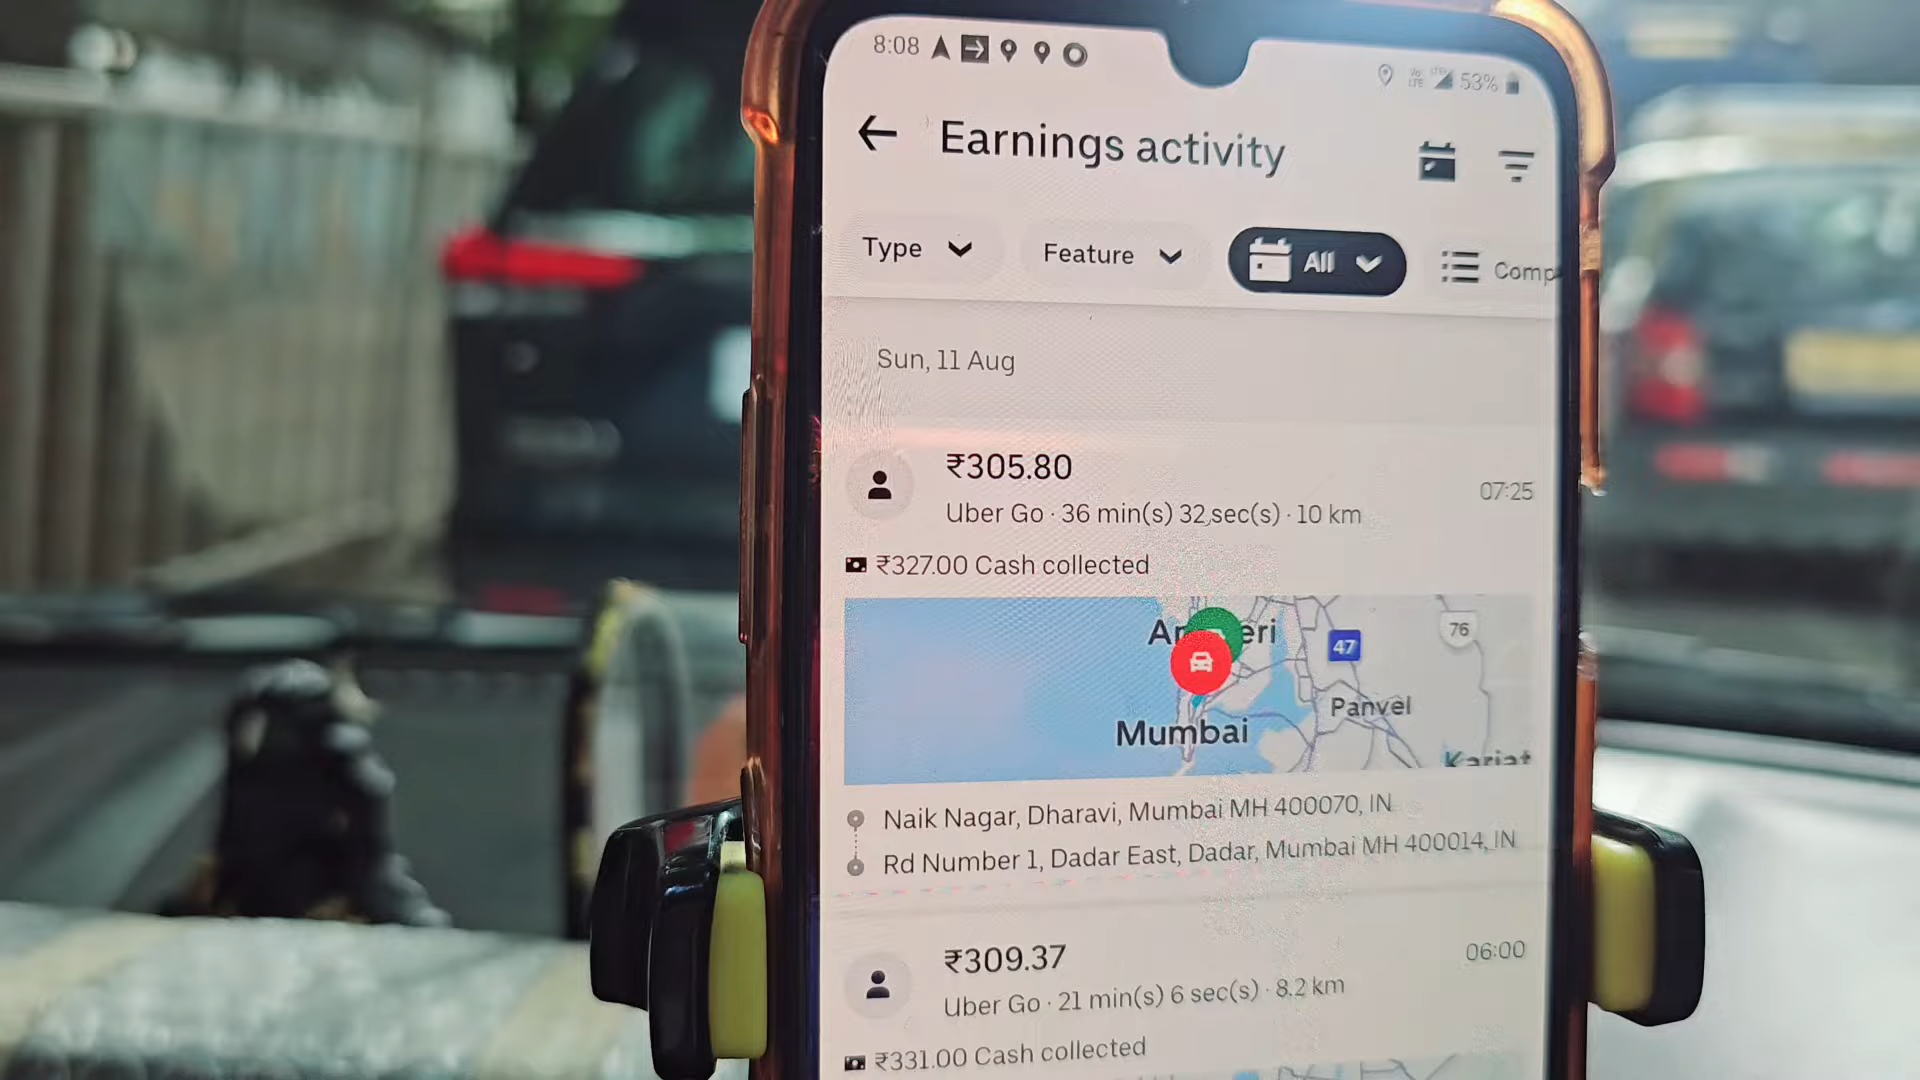 8:08
Vo LTE 53%
Earnings activity
Type Feature All Comp
Sun, 11 Aug
₹305.80
07:25
Uber Go · 36 min(s) 32 sec(s) · 10 km
₹327.00 Cash collected
47 76
Panvel
Mumbai
Naik Nagar, Dharavi, Mumbai MH 400070, IN
Rd Number 1, Dadar East, Dadar, Mumbai MH 400014, IN
₹309.37
06:00
Uber Go · 21 min(s) 6 sec(s) · 8.2 km
₹331.00 Cash collected